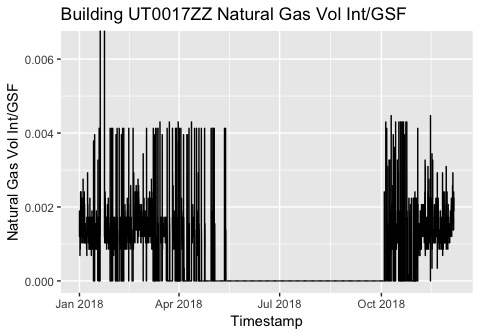 Building UT0017ZZ Natural Gas Vol Int/GSF
Natural Gas Vol Int/GSF
0.006
0.004
0.002
0.000
Jan 2018
Apr 2018
Jul 2018
Oct 2018
Timestamp